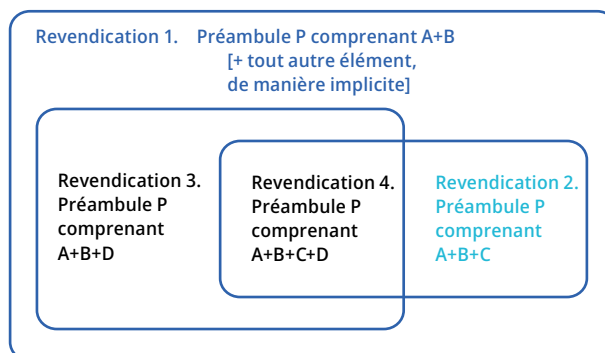 Revendication 1. Préambule P comprenant A+B
[+ tout autre élément,
de manière implicite]
Revendication 3.
Préambule P
comprenant
A+B+D
Revendication 4.
Préambule P
comprenant
A+B+C+D
Revendication 2.
Préambule P
comprenant
A+B+C